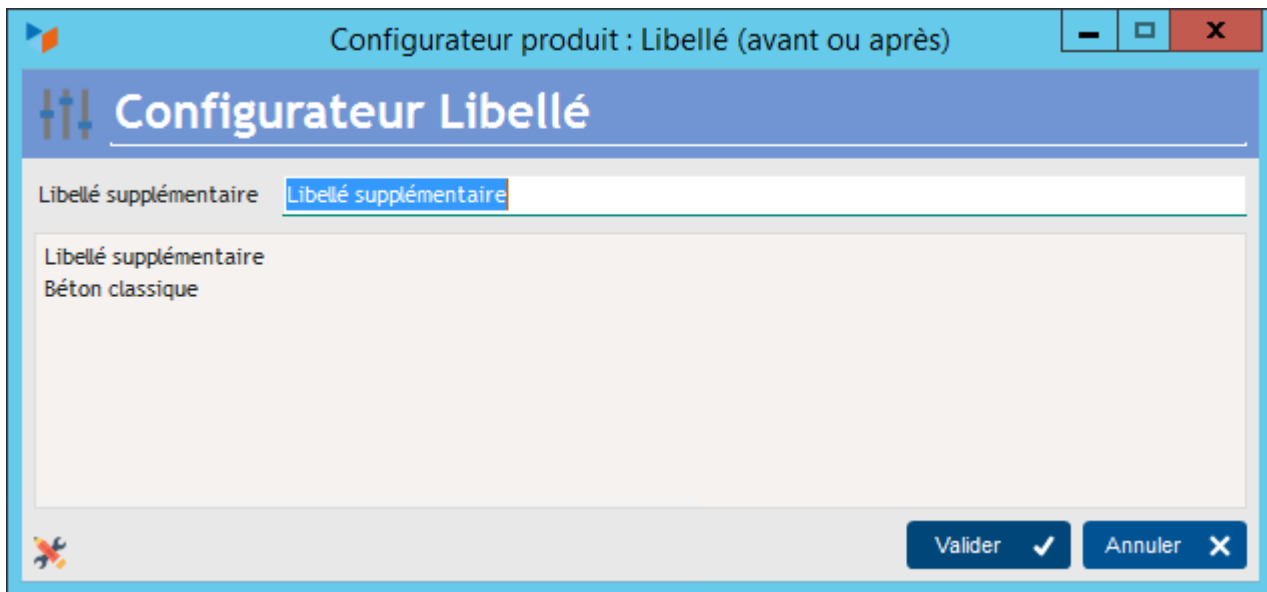 Configurateur produit : Libellé (avant ou après)
Configurateur Libellé
Libellé supplémentaire Libellé supplémentaire
Libellé supplémentaire
Béton classique
Valider Annuler